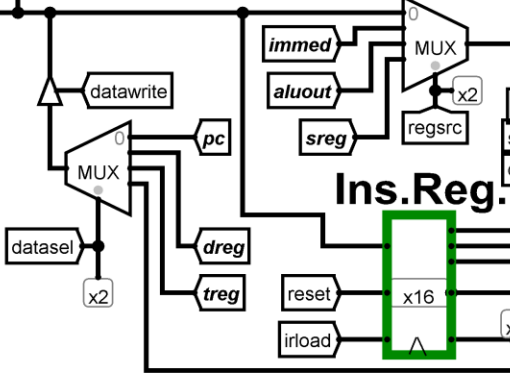 0
immed
MUX
datawrite
aluout
x2
0
pc
sreg
regsrc
MUX
Ins.Reg.
datasel
dreg
x2
treg
reset
x16
irload